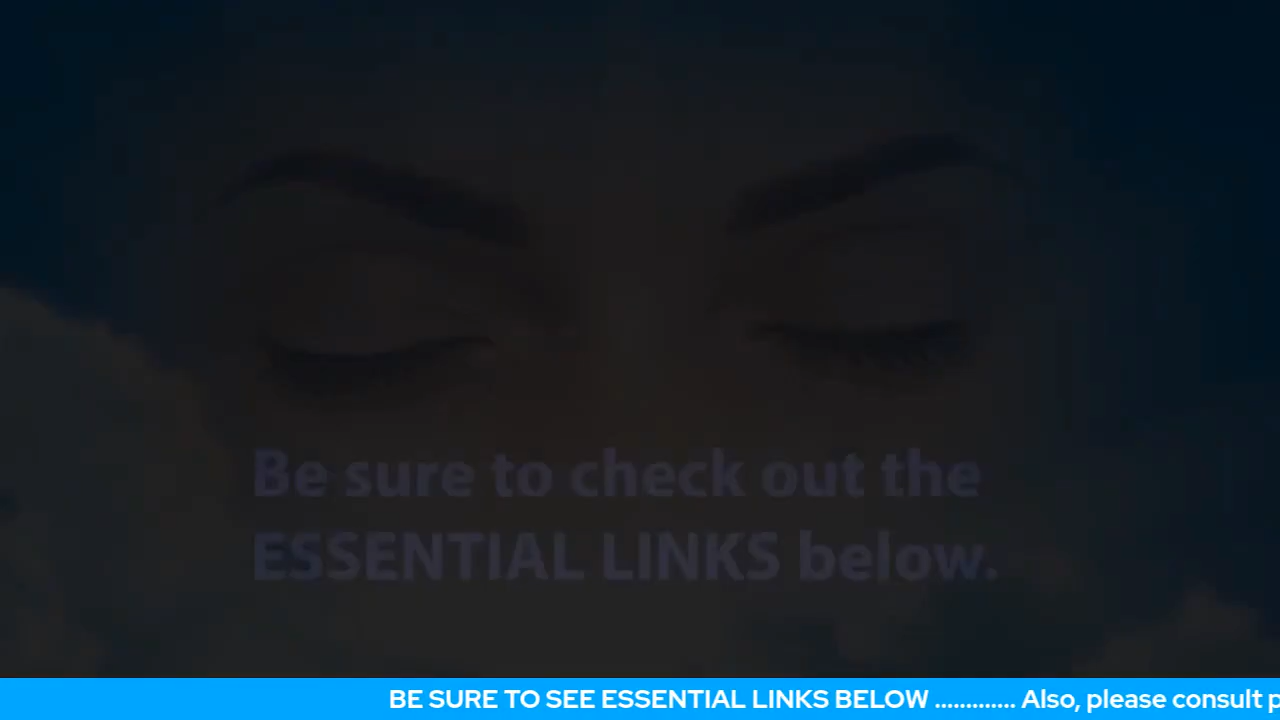 Be sure to check out the
ESSENTIAL LINKS below.
BE SURE TO SEE ESSENTIAL LINKS BELOW ............. Also, please consult p